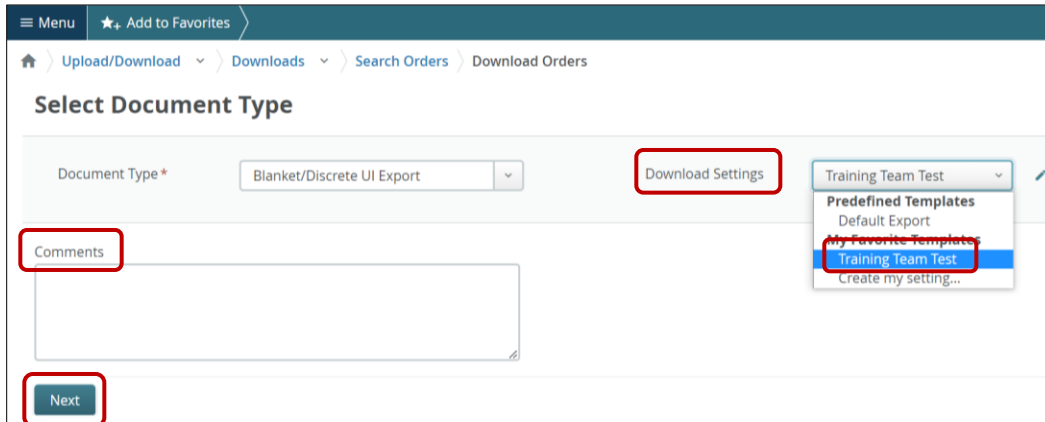 Menu Add to Favorites
Upload/Download Downloads Search Orders Download Orders
Select Document Type
Document Type* Blanket/Discrete UI Export Download Settings Training Team Test
Predefined Templates
Default Export
My Favorite Templates
Training Team Test
Create my setting...
Comments
Next